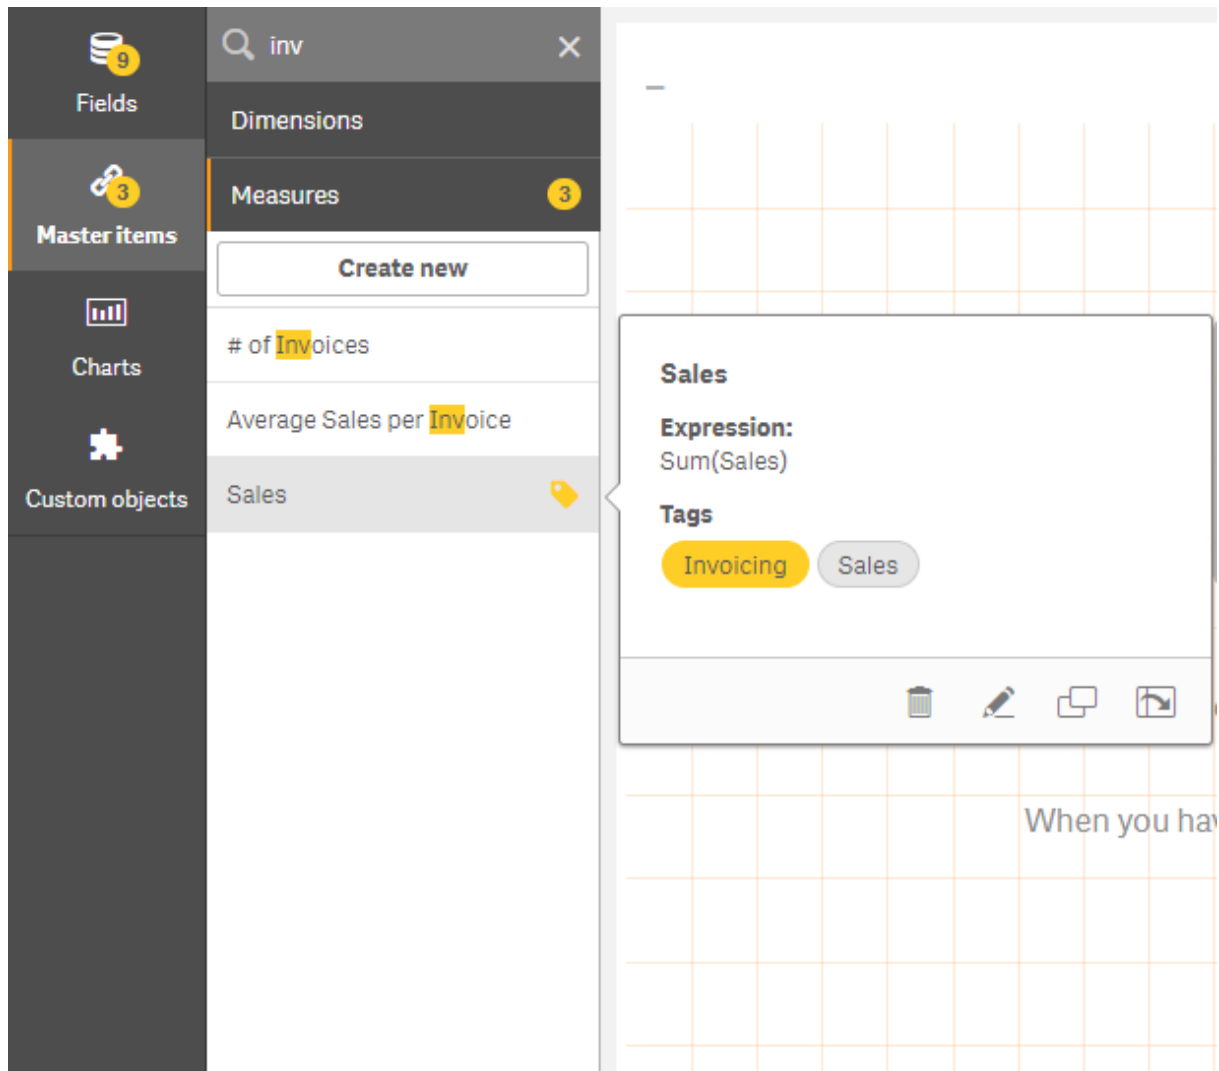 9
Fields
3
Master items
Charts
Custom objects
inv
Dimensions
Measures 3
Create new
# of Invoices
Average Sales per Invoice
Sales
Sales
Expression:
Sum(Sales)
Tags
Invoicing Sales
When you